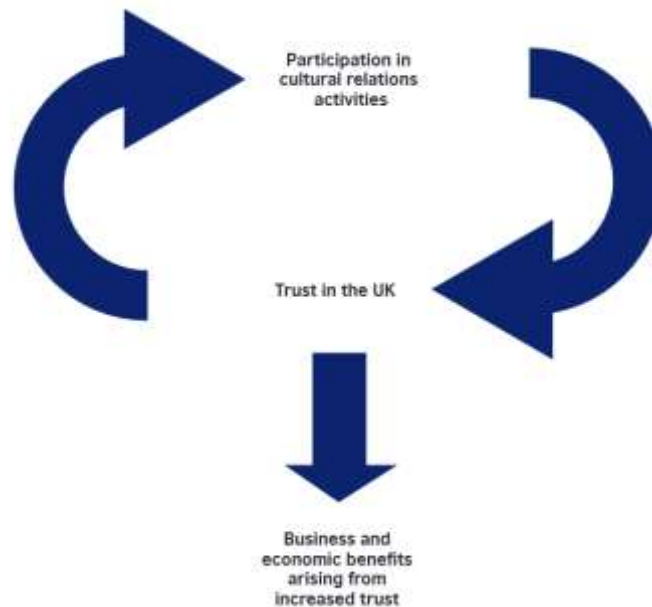 Participation in
cultural relations
activities
Trust in the UK
Business and
economic benefits
arising from
increased trust